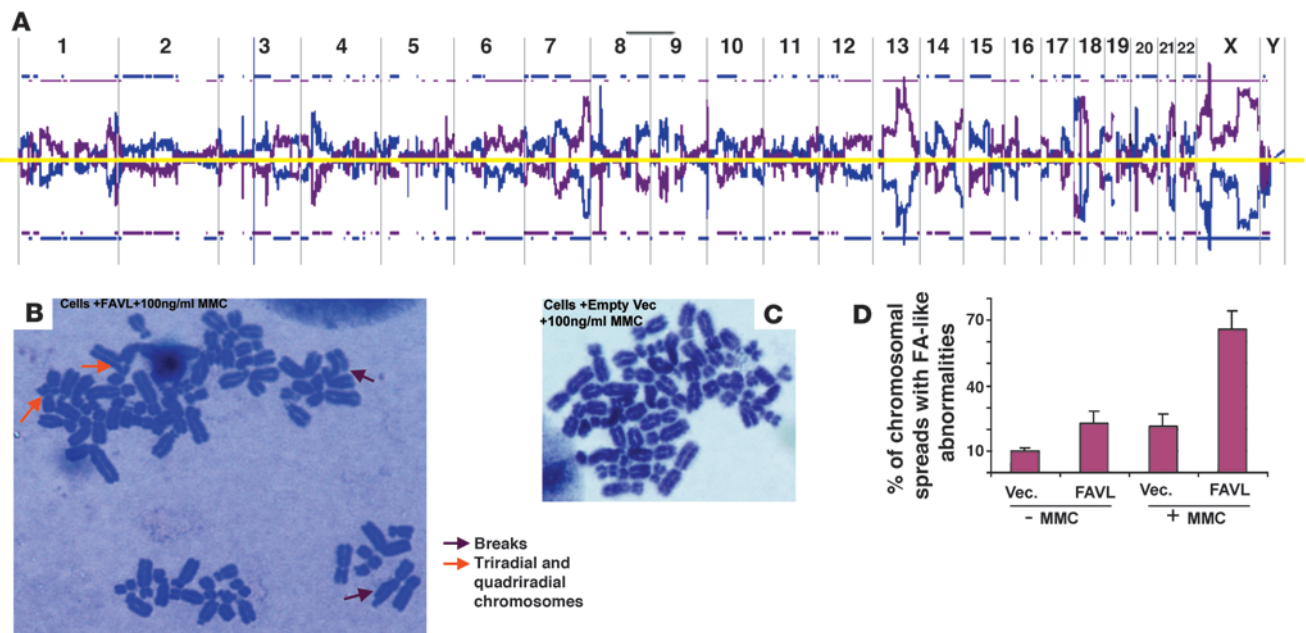 A
1 2 3 4 5 6 7 8 9 10 11 12 13 14 15 16 17 18 19 20 21 22 X Y
B
Cells +FAVL+100ng/ml MMC
Cells +Empty Vec
+100ng/ml MMC
C
Breaks
Triradial and
quadriradial
chromosomes
D
% of chromosomal
spreads with FA-like
abnormalities
70
40
10
Vec. FAVL Vec. FAVL
- MMC + MMC